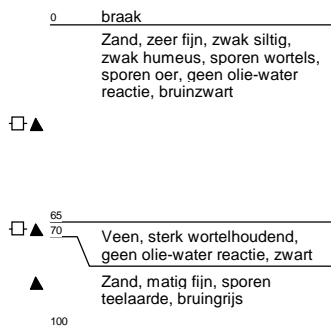 0 braak
Zand, zeer fijn, zwak siltig,
zwak humeus, sporen wortels,
sporen oer, geen olie-water
reactie, bruinzwart
65
70
Veen, sterk wortelhoudend,
geen olie-water reactie, zwart
Zand, matig fijn, sporen
teelaarde, bruingrijs
100